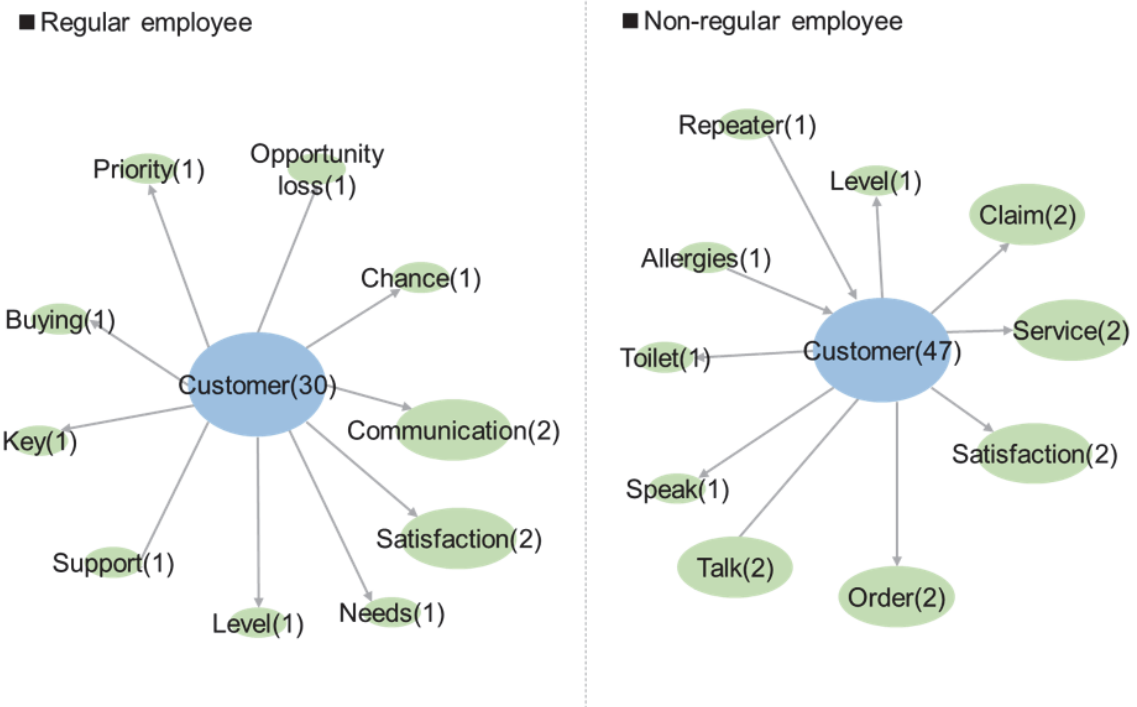 ■ Regular employee
Priority(1)
Opportunity
loss(1)
Chance(1)
Buying(1)
Customer(30)
Communication(2)
Key(1)
Satisfaction(2)
Support(1)
Level(1)
Needs(1)
■ Non-regular employee
Repeater(1)
Level(1)
Claim(2)
Allergies(1)
Service(2)
Toilet(1)
Customer(47)
Satisfaction(2)
Speak(1)
Talk(2)
Order(2)